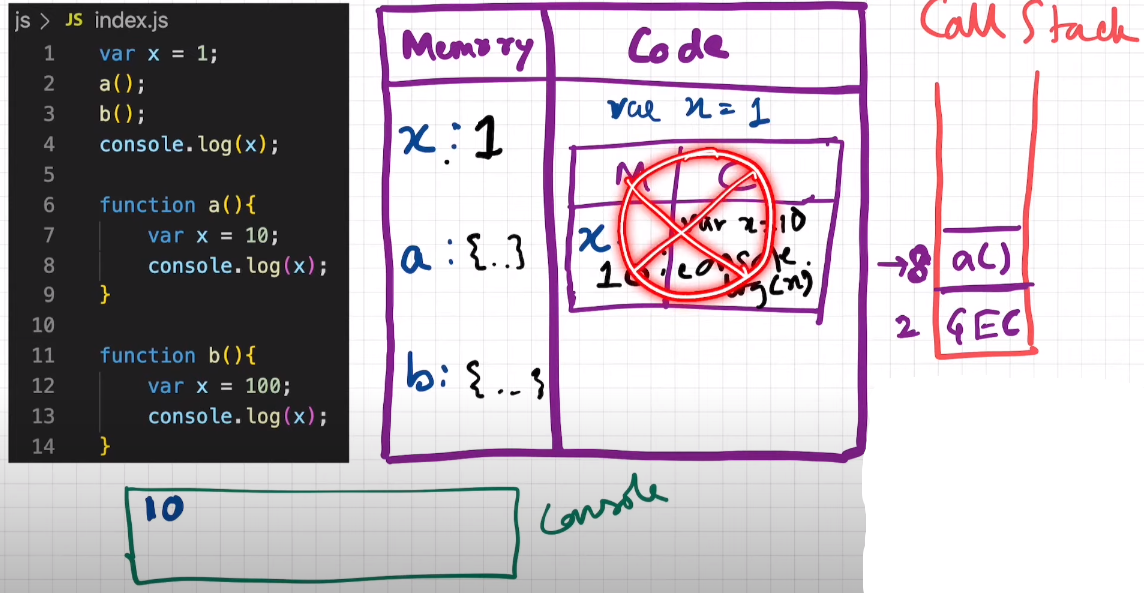 js > JS index.js
1 var x = 1;
2 a();
3 b();
4 console.log(x);
5
6 function a(){
7 var x = 10;
8 console.log(x);
9 }
10
11 function b(){
12 var x = 100;
13 console.log(x);
14 }
Memory
Code
x : 1
a : {..}
b: {...}
var x = 1
M
C
x
10
var x=10
console.
log(x)
Call Stack
→8
a()
2
GEC
10
Console